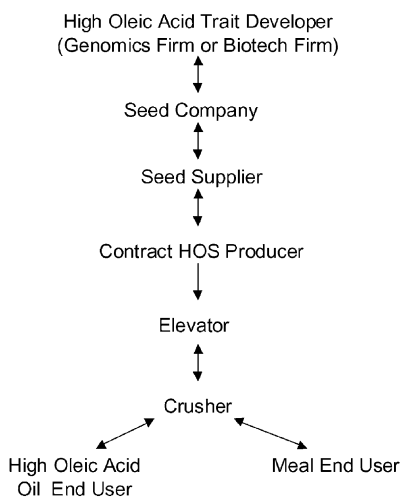 High Oleic Acid Trait Developer
(Genomics Firm or Biotech Firm)
Seed Company
Seed Supplier
Contract HOS Producer
Elevator
Crusher
High Oleic Acid
Oil End User
Meal End User